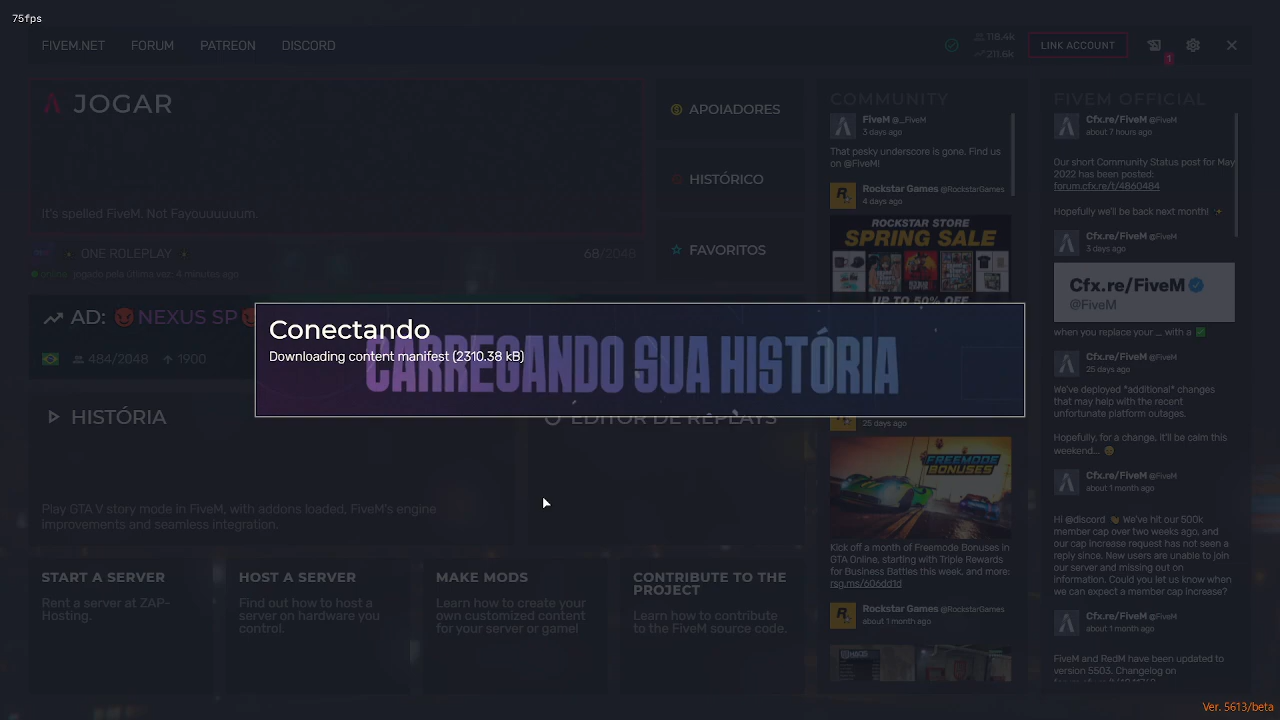 75fps
FIVEM.NET FORUM PATREON DISCORD
118.4k
211.6k
LINK ACCOUNT
1
JOGAR
It's spelled FiveM. Not Fayouuuuuum.
ONE ROLEPLAY 68/2048
online jogado pela última vez: 4 minutes ago
AD: 😡 NEXUS SP 😡
484/2048 1900
APOIADORES
HISTÓRICO
FAVORITOS
Conectando
Downloading content manifest (2310.38 kB)
CARREGANDO SUA HISTÓRIA
HISTÓRIA
Play GTA V story mode in FiveM, with addons loaded, FiveM's engine
improvements and seamless integration.
EDITOR DE REPLAYS
START A SERVER
Rent a server at ZAP-
Hosting.
HOST A SERVER
Find out how to host a
server on hardware you
control.
MAKE MODS
Learn how to create your
own customized content
for your server or game!
CONTRIBUTE TO THE
PROJECT
Learn how to contribute
to the FiveM source code.
COMMUNITY
FiveM @_FiveM
3 days ago
That pesky underscore is gone, Find us
on @FiveM!
Rockstar Games @RockstarGames
4 days ago
ROCKSTAR STORE
SPRING SALE
UP TO 50% OFF
25 days ago
FREEMODE
BONUSES
Kick off a month of Freemode Bonuses in
GTA Online, starting with Triple Rewards
for Business Battles this week, and more:
rsg.ms/606dd1d
Rockstar Games @RockstarGames
about 1 month ago
FIVEM OFFICIAL
Cfx.re/FiveM @FiveM
about 7 hours ago
Our short Community Status post for May
2022 has been posted:
forum.cfx.re/t/4860484
Hopefully we'll be back next month! ✨
Cfx.re/FiveM @FiveM
3 days ago
Cfx.re/FiveM
@FiveM
when you replace your _ with a ✅
Cfx.re/FiveM @FiveM
25 days ago
We've deployed *additional* changes
that may help with the recent
unfortunate platform outages.
Hopefully, for a change, it'll be calm this
weekend...
Cfx.re/FiveM @FiveM
about 1 month ago
Hi @discord 👋 We've hit our 500k
member cap over two weeks ago, and
our cap increase request has not seen a
reply since. New users are unable to join
our server and missing out on
information. Could you let us know when
we can expect a member cap increase?
Cfx.re/FiveM @FiveM
about 1 month ago
FiveM and RedM have been updated to
version 5503. Changelog on
Ver. 5613/beta